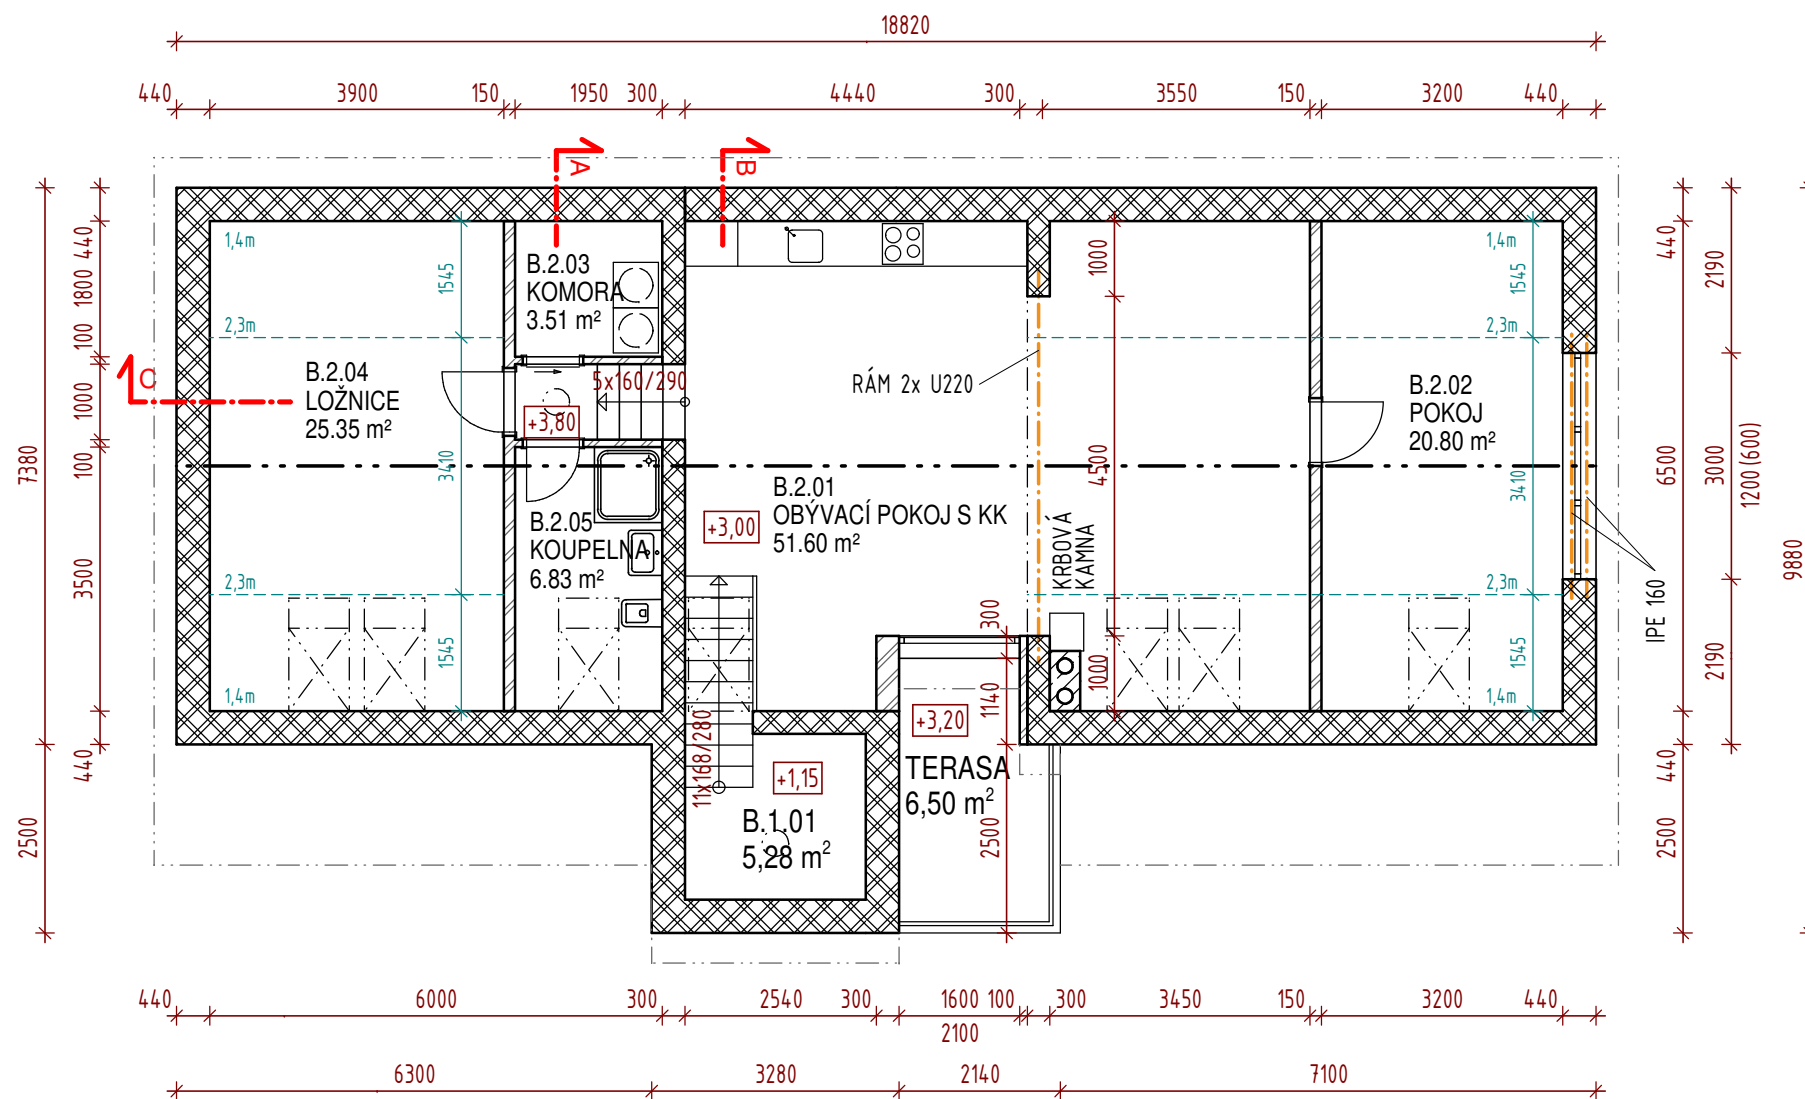 18820
440 3900 150 1950 300 4440 300 3550 150 3200 440
A
B
C
440
1800
100
1000
100
3500
440
7380
2500
1,4m
1545
2,3m
3410
2,3m
1545
1,4m
B.2.04
LOŽNICE
25.35 m²
B.2.03
KOMORA
3.51 m²
5x160/290
+3,80
B.2.05
KOUPELNA
6.83 m²
RÁM 2x U220
B.2.01
OBÝVACÍ POKOJ S KK
51.60 m²
+3,00
11x168/280
+1,15
B.1.01
5,28 m²
+3,20
TERASA
6,50 m²
KRBOVÁ
KAMNA
1000
4500
1000
300
1140
2500
B.2.02
POKOJ
20.80 m²
1,4m
1545
2,3m
3410
2,3m
1545
1,4m
IPE 160
440
6500
440
2500
2190
3000
1200(600)
2190
9880
440 6000 300 2540 300 1600 100 300 3450 150 3200 440
2100
6300 3280 2140 7100